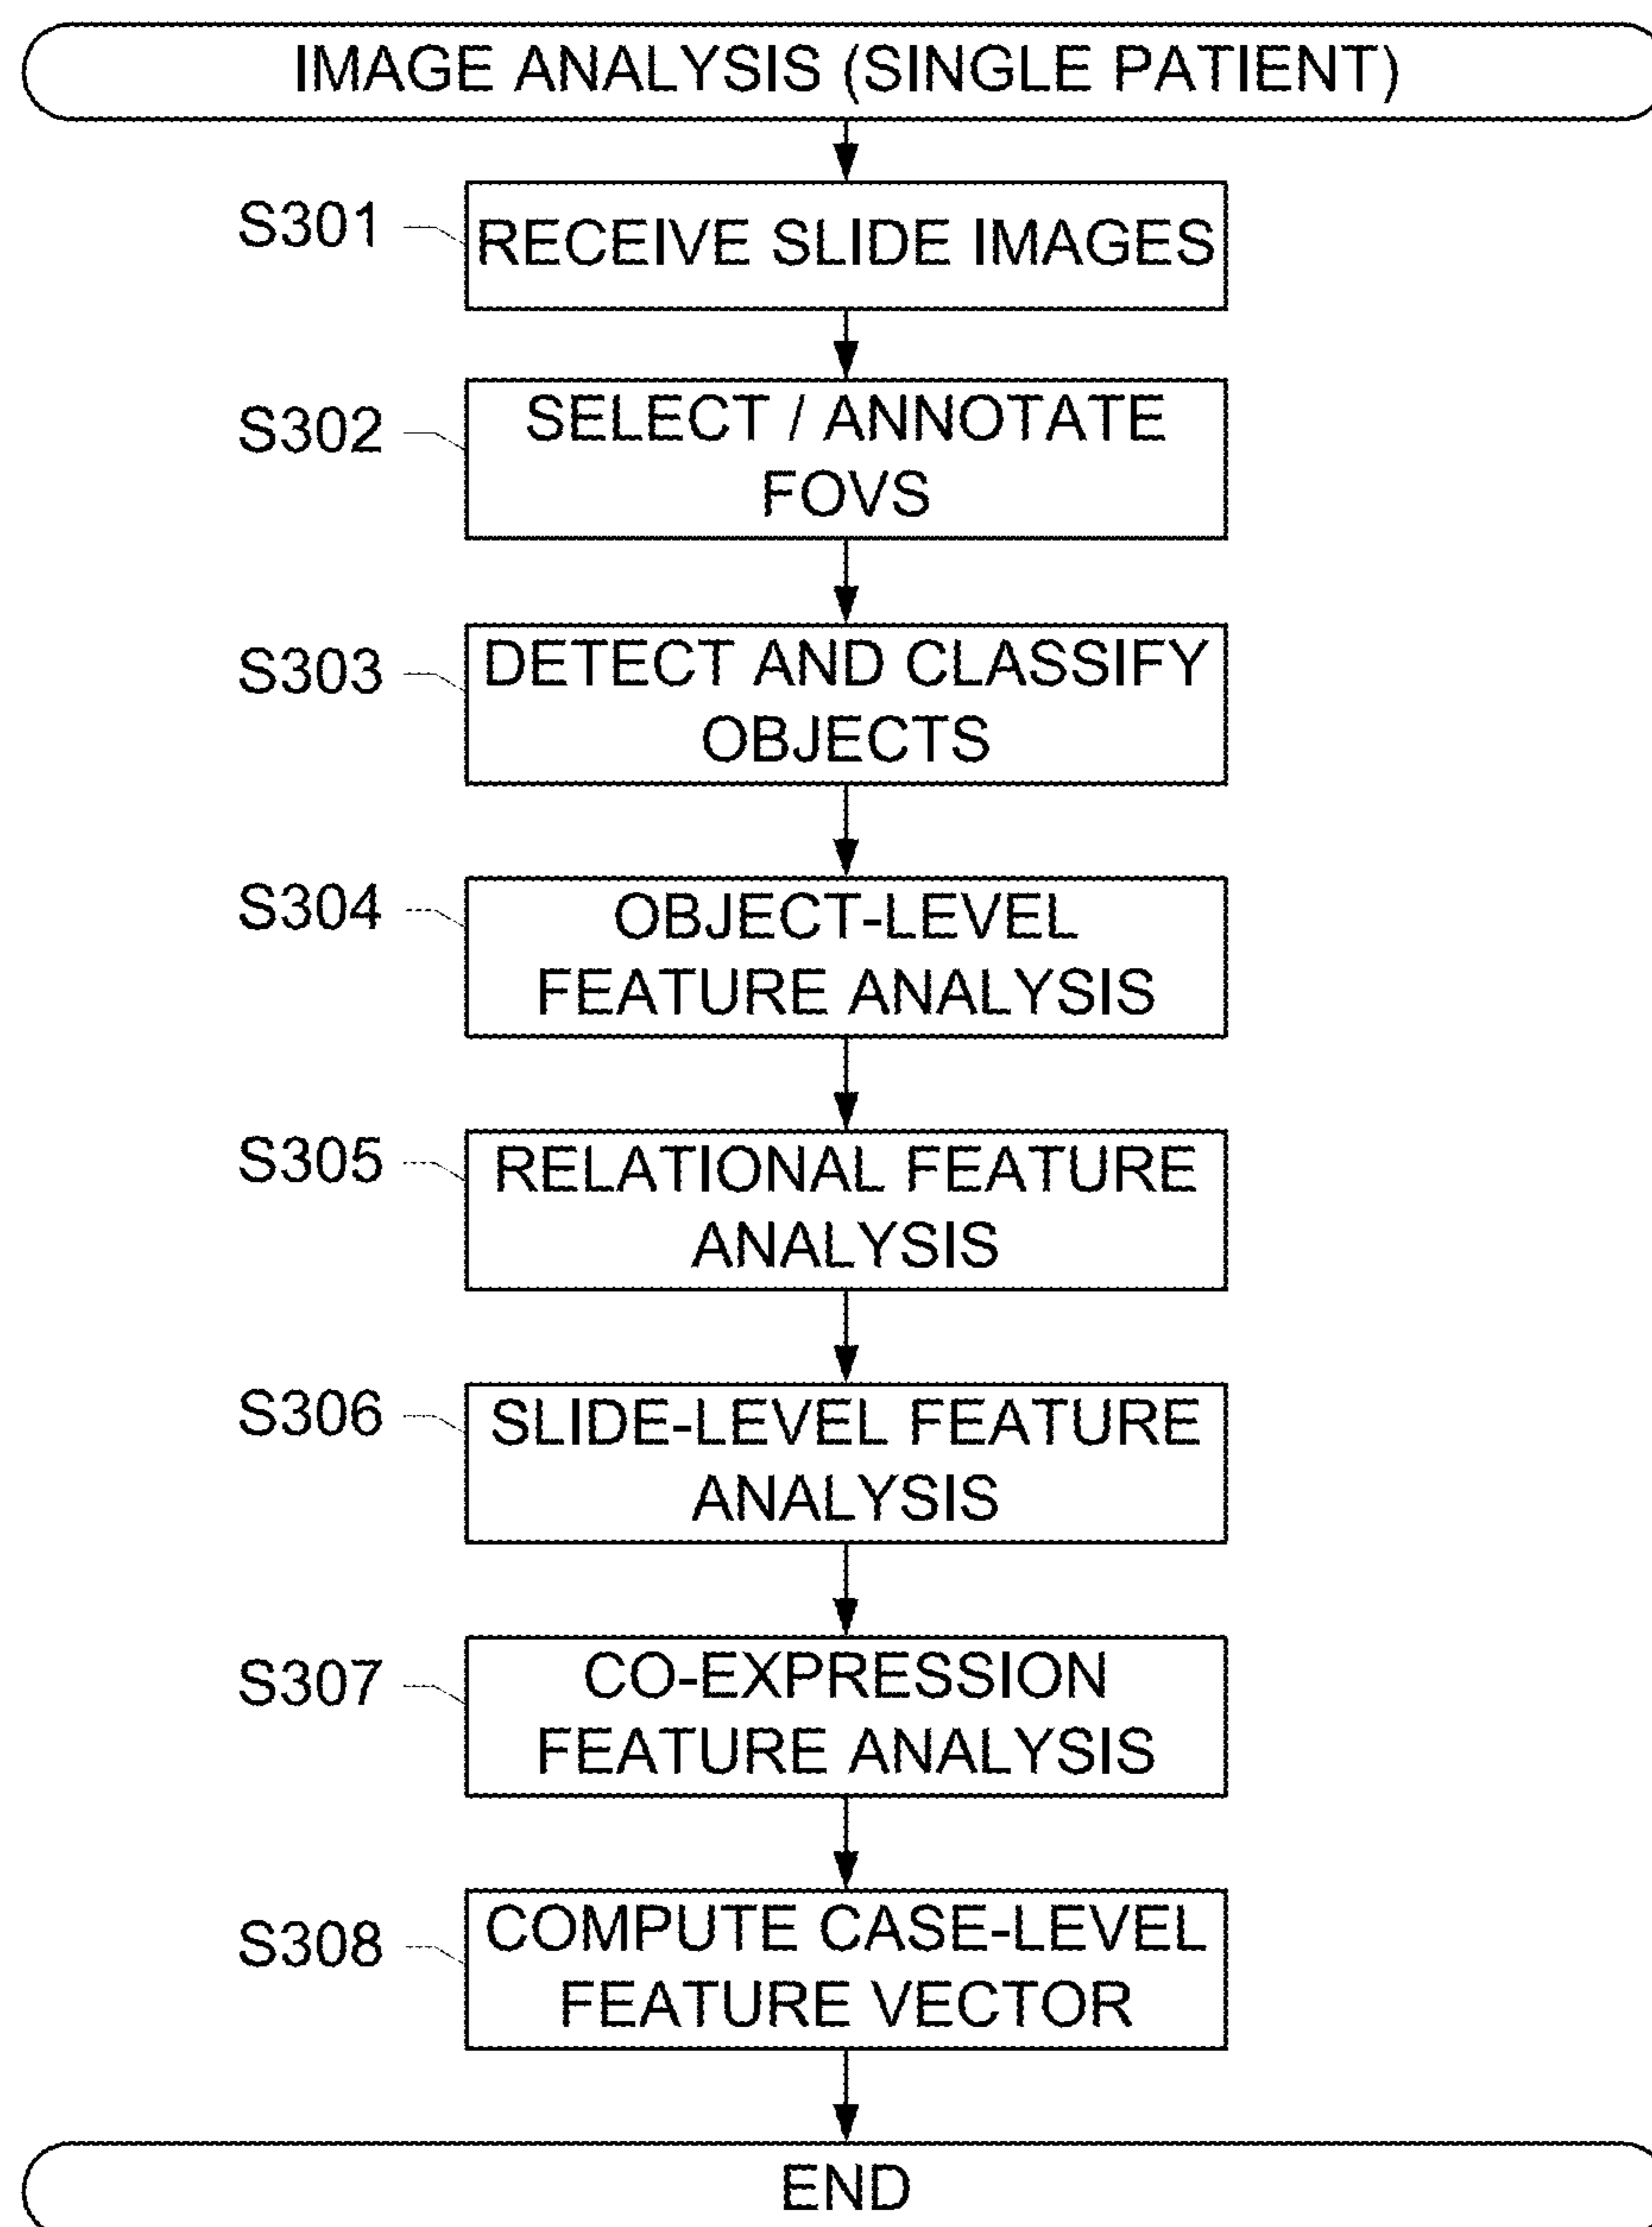 IMAGE ANALYSIS (SINGLE PATIENT)
S301
RECEIVE SLIDE IMAGES
S302
SELECT / ANNOTATE
FOVS
S303
DETECT AND CLASSIFY
OBJECTS
S304
OBJECT-LEVEL
FEATURE ANALYSIS
S305
RELATIONAL FEATURE
ANALYSIS
S306
SLIDE-LEVEL FEATURE
ANALYSIS
S307
CO-EXPRESSION
FEATURE ANALYSIS
S308
COMPUTE CASE-LEVEL
FEATURE VECTOR
END